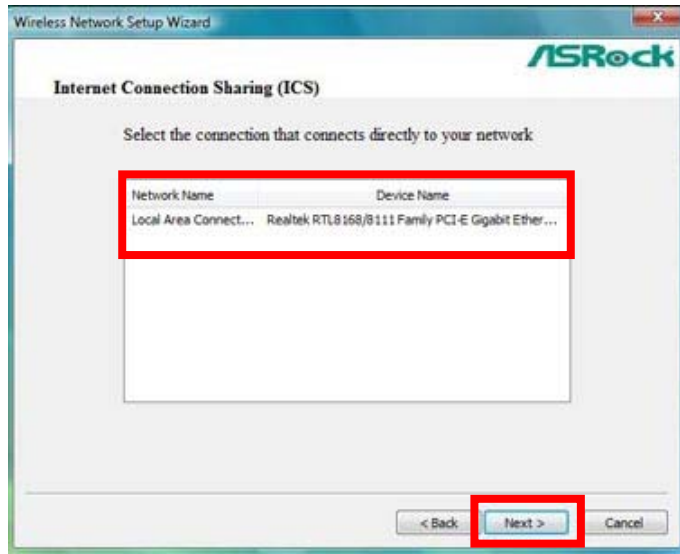 Wireless Network Setup Wizard
ASRock
Internet Connection Sharing (ICS)
Select the connection that connects directly to your network
Network Name Device Name
Local Area Connect... Realtek RTL8168/8111 Family PCI-E Gigabit Ether...
< Back Next > Cancel